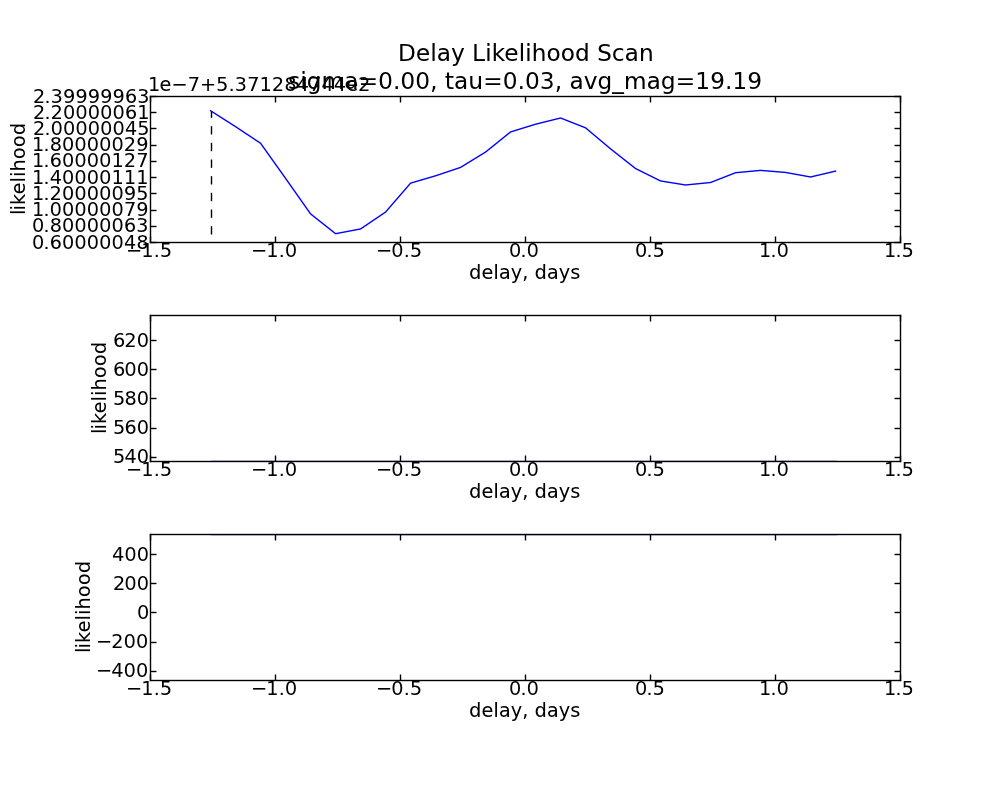 Delay Likelihood Scan
sigma=0.00, tau=0.03, avg_mag=19.19
2.39999963
2.20000061
2.00000045
1.80000029
1.60000127
1.40000111
1.20000095
1.00000079
0.80000063
0.60000048
likelihood
−1.5 −1.0 −0.5 0.0 0.5 1.0 1.5
delay, days
620
600
580
560
540
likelihood
−1.5 −1.0 −0.5 0.0 0.5 1.0 1.5
delay, days
400
200
0
−200
−400
likelihood
−1.5 −1.0 −0.5 0.0 0.5 1.0 1.5
delay, days